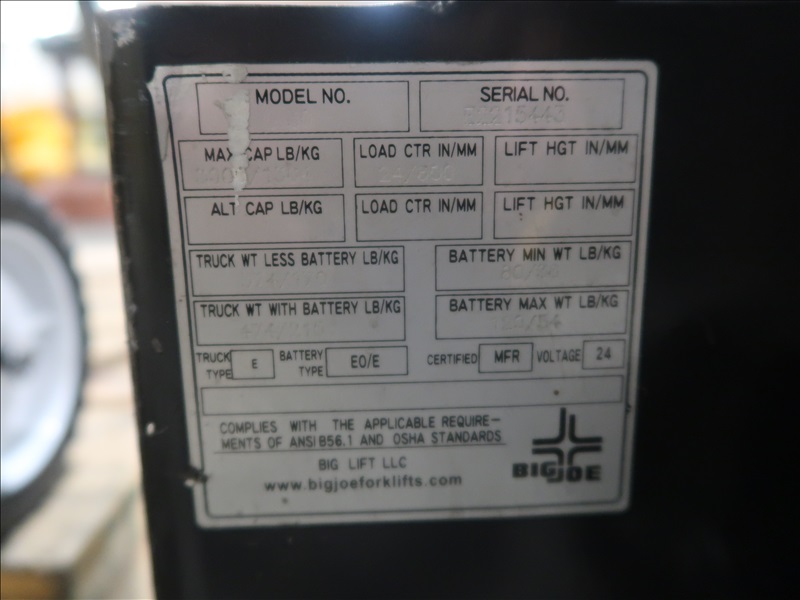 MODEL NO. SERIAL NO.
MAX CAP LB/KG LOAD CTR IN/MM LIFT HGT IN/MM
ALT CAP LB/KG LOAD CTR IN/MM LIFT HGT IN/MM
TRUCK WT LESS BATTERY LB/KG BATTERY MIN WT LB/KG
TRUCK WT WITH BATTERY LB/KG BATTERY MAX WT LB/KG
TRUCK TYPE E BATTERY TYPE EO/E CERTIFIED MFR VOLTAGE 24
COMPLIES WITH THE APPLICABLE REQUIRE-
MENTS OF ANSI B56.1 AND OSHA STANDARDS
BIG LIFT LLC
www.bigjoeforklifts.com
BIG JOE